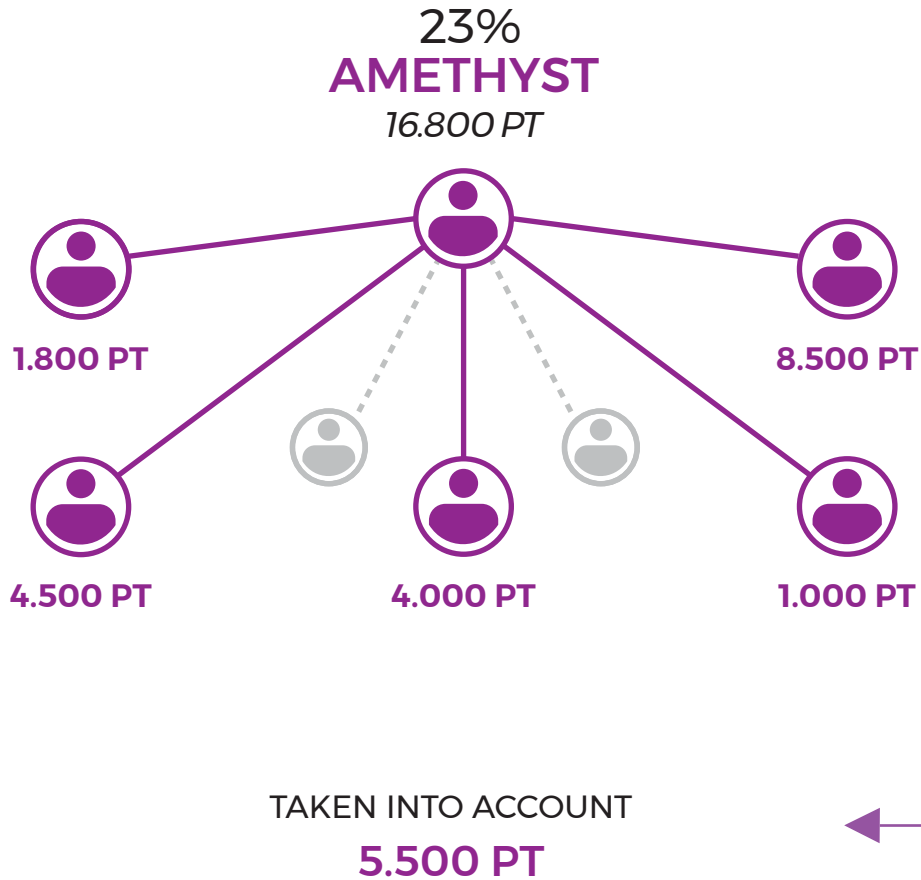 23%
AMETHYST
16.800 PT
1.800 PT
8.500 PT
4.500 PT
4.000 PT
1.000 PT
TAKEN INTO ACCOUNT
5.500 PT